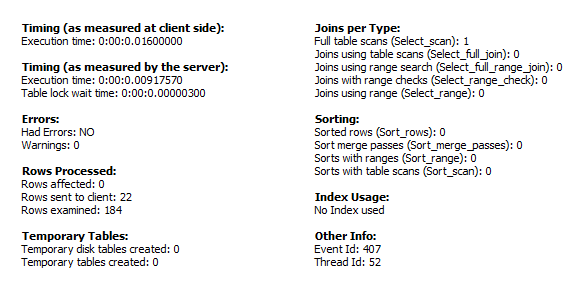 Timing (as measured at client side):
Execution time: 0:00:0.01600000
Timing (as measured by the server):
Execution time: 0:00:0.00917570
Table lock wait time: 0:00:0.00000300
Errors:
Had Errors: NO
Warnings: 0
Rows Processed:
Rows affected: 0
Rows sent to client: 22
Rows examined: 184
Temporary Tables:
Temporary disk tables created: 0
Temporary tables created: 0
Joins per Type:
Full table scans (Select_scan): 1
Joins using table scans (Select_full_join): 0
Joins using range search (Select_full_range_join): 0
Joins with range checks (Select_range_check): 0
Joins using range (Select_range): 0
Sorting:
Sorted rows (Sort_rows): 0
Sort merge passes (Sort_merge_passes): 0
Sorts with ranges (Sort_range): 0
Sorts with table scans (Sort_scan): 0
Index Usage:
No Index used
Other Info:
Event Id: 407
Thread Id: 52